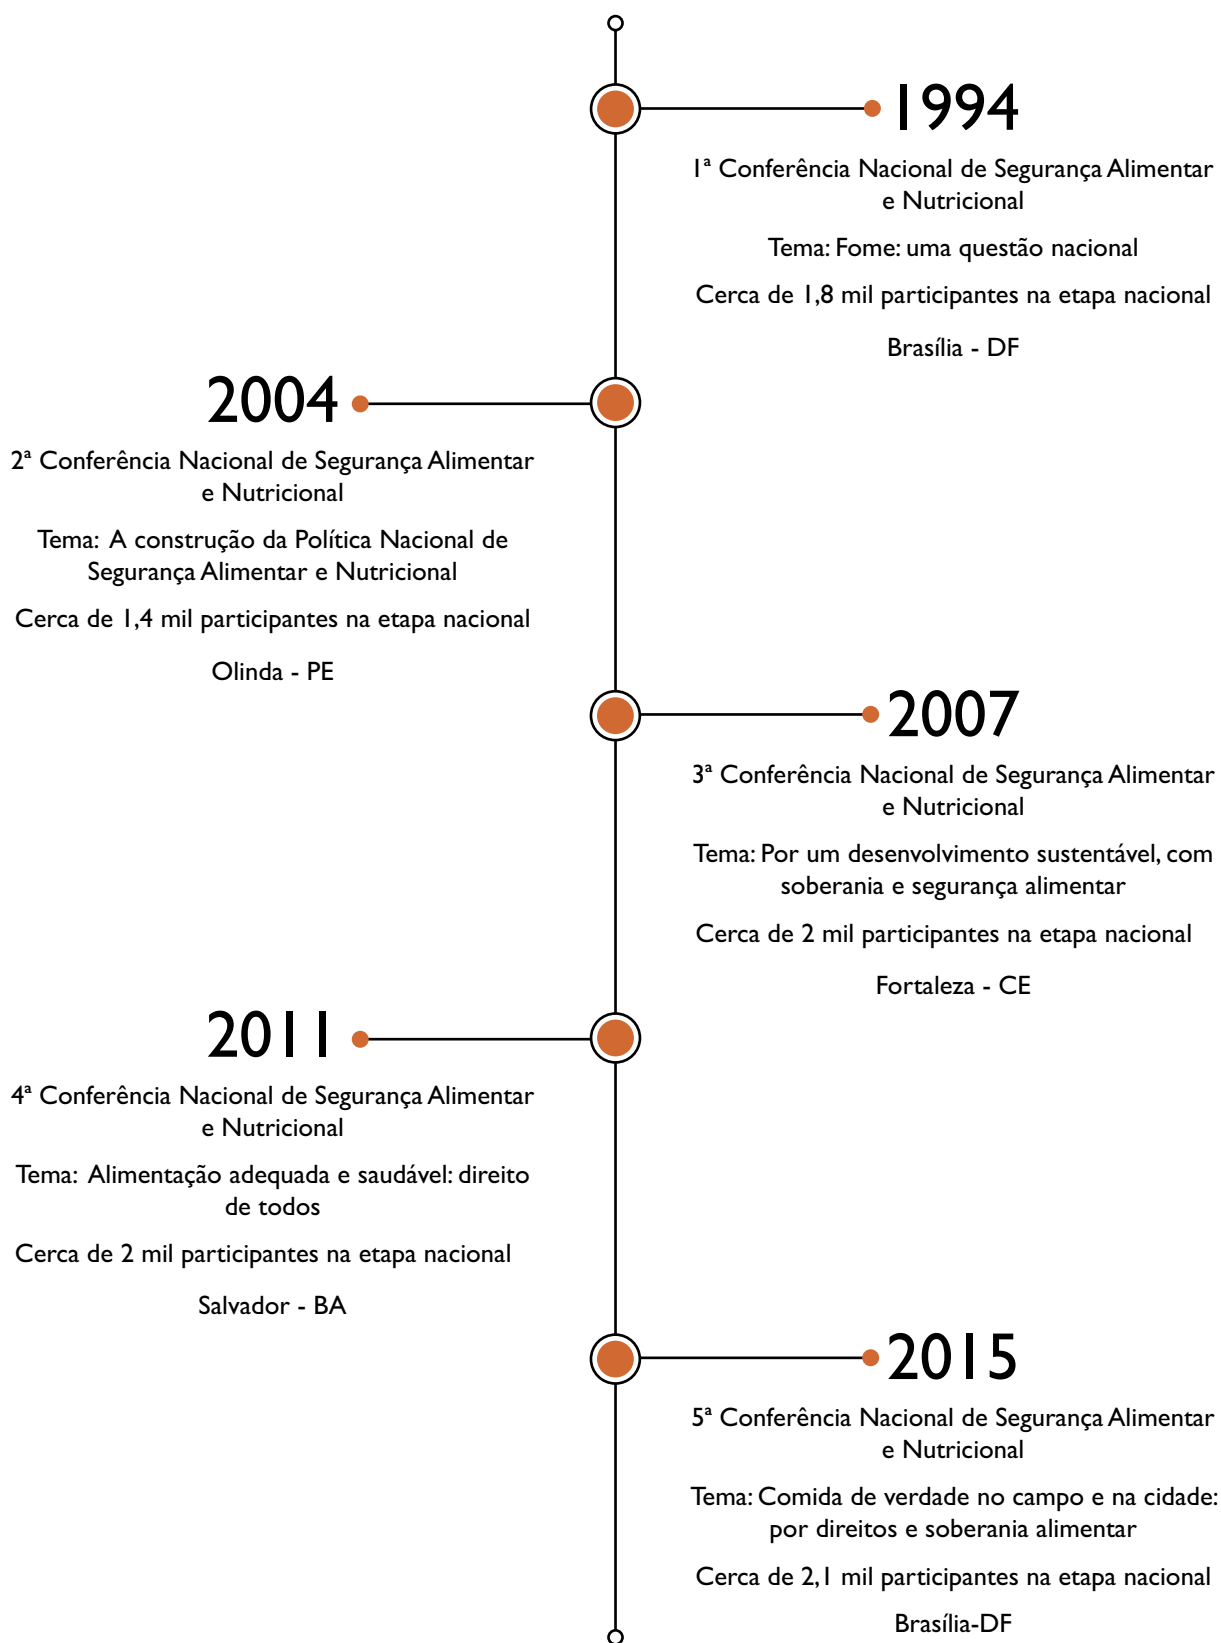 1994
1ª Conferência Nacional de Segurança Alimentar
e Nutricional
Tema: Fome: uma questão nacional
Cerca de 1,8 mil participantes na etapa nacional
Brasília - DF
2004
2ª Conferência Nacional de Segurança Alimentar
e Nutricional
Tema: A construção da Política Nacional de
Segurança Alimentar e Nutricional
Cerca de 1,4 mil participantes na etapa nacional
Olinda - PE
2007
3ª Conferência Nacional de Segurança Alimentar
e Nutricional
Tema: Por um desenvolvimento sustentável, com
soberania e segurança alimentar
Cerca de 2 mil participantes na etapa nacional
Fortaleza - CE
2011
4ª Conferência Nacional de Segurança Alimentar
e Nutricional
Tema: Alimentação adequada e saudável: direito
de todos
Cerca de 2 mil participantes na etapa nacional
Salvador - BA
2015
5ª Conferência Nacional de Segurança Alimentar
e Nutricional
Tema: Comida de verdade no campo e na cidade:
por direitos e soberania alimentar
Cerca de 2,1 mil participantes na etapa nacional
Brasília-DF